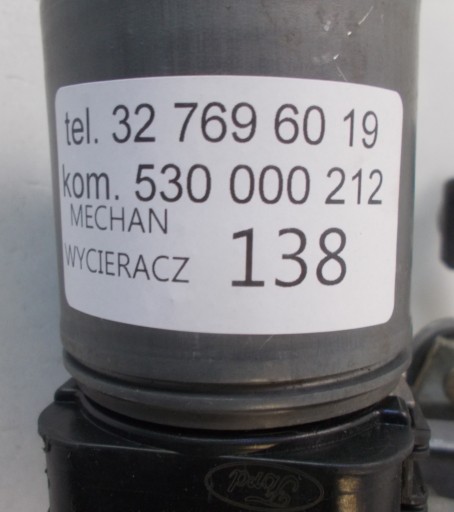 tel. 32 769 60 19
kom. 530 000 212
MECHAN
WYCIERACZ 138
Ford